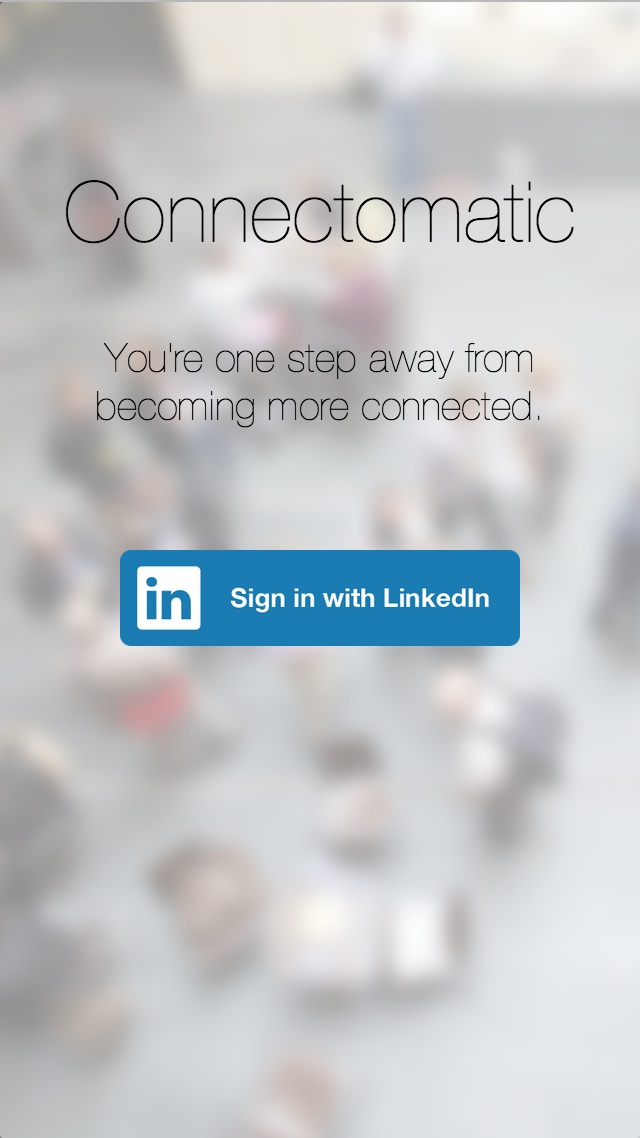 Connectomatic
You're one step away from
becoming more connected.
in Sign in with LinkedIn